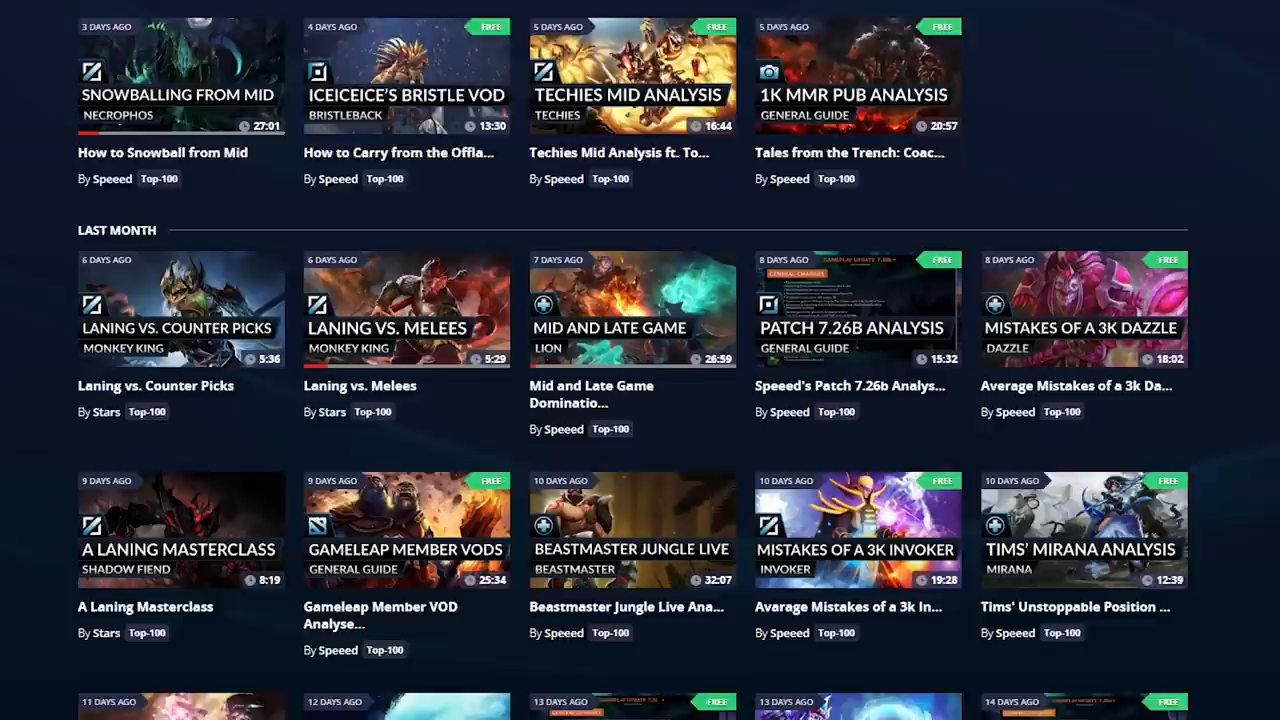 3 DAYS AGO
SNOWBALLING FROM MID
NECROPHOS
27:01
How to Snowball from Mid
By Speeed Top-100
4 DAYS AGO
FREE
ICEICEICE'S BRISTLE VOD
BRISTLEBACK
13:30
How to Carry from the Offla...
By Speeed Top-100
5 DAYS AGO
FREE
TECHIES MID ANALYSIS
TECHIES
16:44
Techies Mid Analysis ft. To...
By Speeed Top-100
5 DAYS AGO
FREE
1K MMR PUB ANALYSIS
GENERAL GUIDE
20:57
Tales from the Trench: Coac...
By Speeed Top-100
LAST MONTH
6 DAYS AGO
LANING VS. COUNTER PICKS
MONKEY KING
5:36
Laning vs. Counter Picks
By Stars Top-100
6 DAYS AGO
LANING VS. MELEES
MONKEY KING
5:29
Laning vs. Melees
By Stars Top-100
7 DAYS AGO
MID AND LATE GAME
LION
26:59
Mid and Late Game
Dominatio...
By Speeed Top-100
8 DAYS AGO
FREE
GENERAL CHANGES
PATCH 7.26B ANALYSIS
GENERAL GUIDE
15:32
Speeed's Patch 7.26b Analys...
By Speeed Top-100
8 DAYS AGO
FREE
MISTAKES OF A 3K DAZZLE
DAZZLE
18:02
Average Mistakes of a 3k Da...
By Speeed Top-100
9 DAYS AGO
A LANING MASTERCLASS
SHADOW FIEND
8:19
A Laning Masterclass
By Stars Top-100
9 DAYS AGO
FREE
GAMELEAP MEMBER VODS
GENERAL GUIDE
25:34
Gameleap Member VOD
Analyse...
By Speeed Top-100
10 DAYS AGO
BEASTMASTER JUNGLE LIVE
BEASTMASTER
32:07
Beastmaster Jungle Live Ana...
By Speeed Top-100
10 DAYS AGO
FREE
MISTAKES OF A 3K INVOKER
INVOKER
19:28
Avarage Mistakes of a 3k In...
By Speeed Top-100
10 DAYS AGO
FREE
TIMS' MIRANA ANALYSIS
MIRANA
12:39
Tims' Unstoppable Position ...
By Speeed Top-100
11 DAYS AGO
12 DAYS AGO
13 DAYS AGO
FREE
13 DAYS AGO
FREE
14 DAYS AGO
FREE